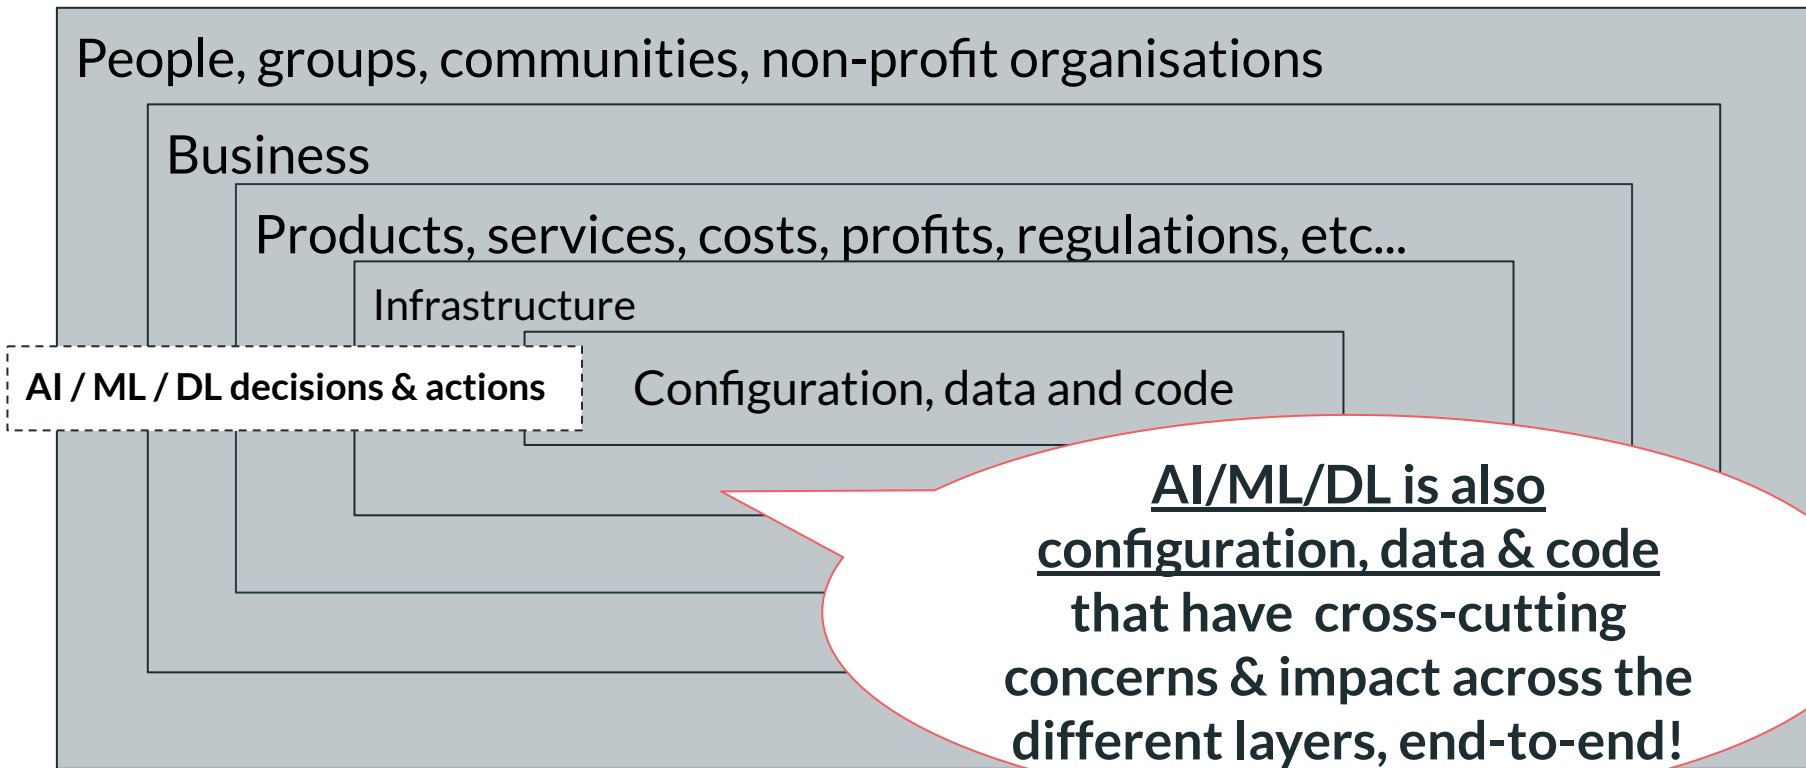 People, groups, communities, non-profit organisations
Business
Products, services, costs, profits, regulations, etc...
Infrastructure
AI / ML / DL decisions & actions
Configuration, data and code
AI/ML/DL is also
configuration, data & code
that have cross-cutting
concerns & impact across the
different layers, end-to-end!